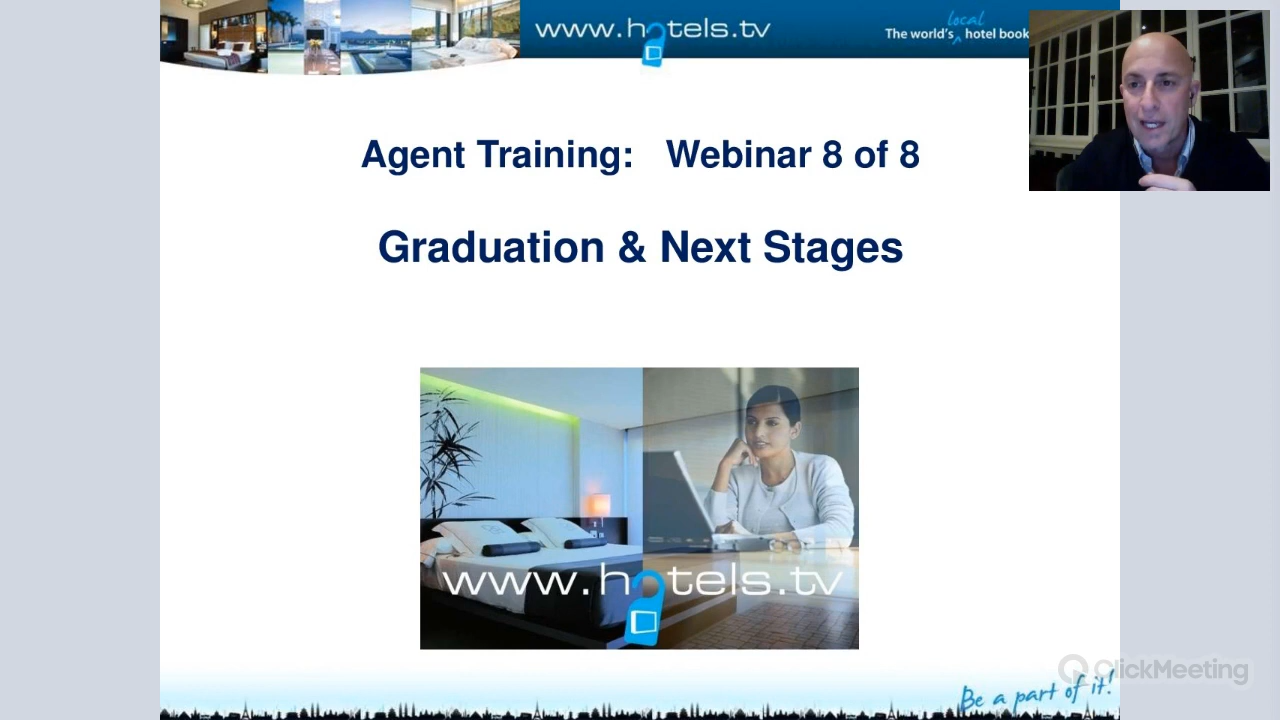 www.hotels.tv
local
The world's hotel book
Agent Training: Webinar 8 of 8
Graduation & Next Stages
www.hotels.tv
ClickMeeting
Be a part of it!